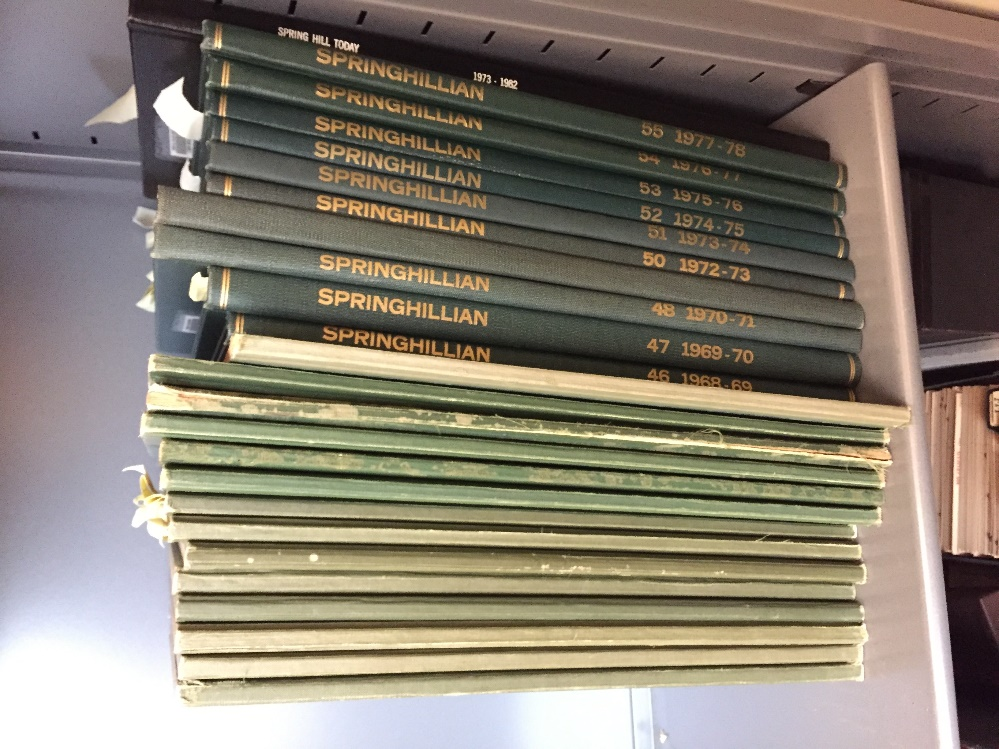 SPRING HILL TODAY 1973 - 1982
SPRINGHILLIAN 55 1977-78
SPRINGHILLIAN 54 1976-77
SPRINGHILLIAN 53 1975-76
SPRINGHILLIAN 52 1974-75
SPRINGHILLIAN 51 1973-74
SPRINGHILLIAN 50 1972-73
SPRINGHILLIAN 48 1970-71
SPRINGHILLIAN 47 1969-70
SPRINGHILLIAN 46 1968-69